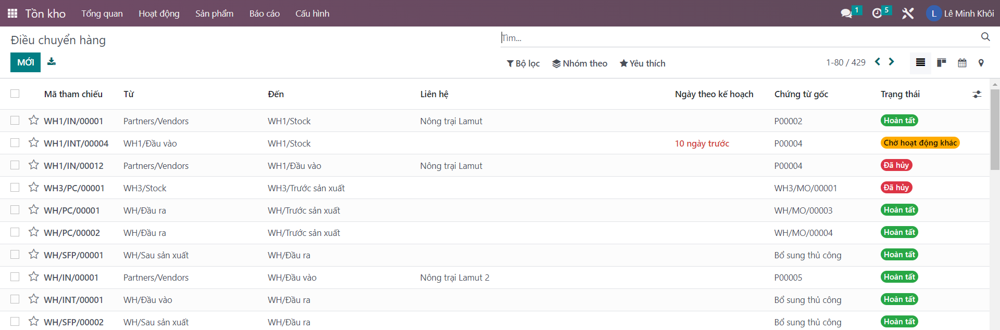 Tồn kho Tổng quan Hoạt động Sản phẩm Báo cáo Cấu hình 1 5 L Lê Minh Khôi
Điều chuyển hàng Tìm...
MỚI Bộ lọc Nhóm theo Yêu thích 1-80 / 429
Mã tham chiếu Từ Đến Liên hệ Ngày theo kế hoạch Chứng từ gốc Trạng thái
WH1/IN/00001 Partners/Vendors WH1/Stock Nông trại Lamut P00002 Hoàn tất
WH1/INT/00004 WH1/Đầu vào WH1/Stock 10 ngày trước P00004 Chờ hoạt động khác
WH1/IN/00012 Partners/Vendors WH1/Đầu vào Nông trại Lamut P00004 Đã hủy
WH3/PC/00001 WH3/Stock WH3/Trước sản xuất WH3/MO/00001 Đã hủy
WH/PC/00001 WH/Đầu ra WH/Trước sản xuất WH/MO/00003 Hoàn tất
WH/PC/00002 WH/Đầu ra WH/Trước sản xuất WH/MO/00004 Hoàn tất
WH/SFP/00001 WH/Sau sản xuất WH/Đầu ra Bổ sung thủ công Hoàn tất
WH/IN/00001 Partners/Vendors WH/Đầu vào Nông trại Lamut 2 P00005 Hoàn tất
WH/INT/00001 WH/Đầu vào WH/Đầu ra Bổ sung thủ công Hoàn tất
WH/SFP/00002 WH/Sau sản xuất WH/Đầu ra Bổ sung thủ công Hoàn tất